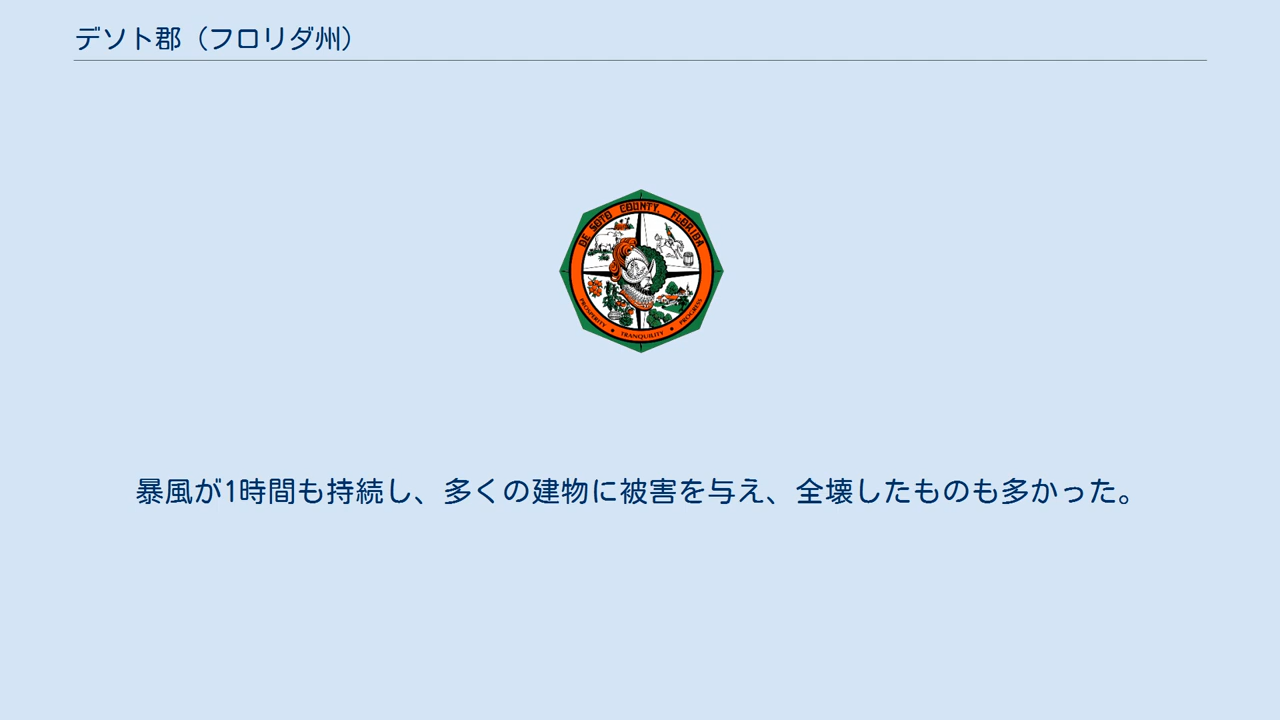 デソト郡（フロリダ州）
DE SOTO COUNTY, FLORIDA
PROSPERITY • TRANQUILITY • PROGRESS
暴風が1時間も持続し、多くの建物に被害を与え、全壊したものも多かった。